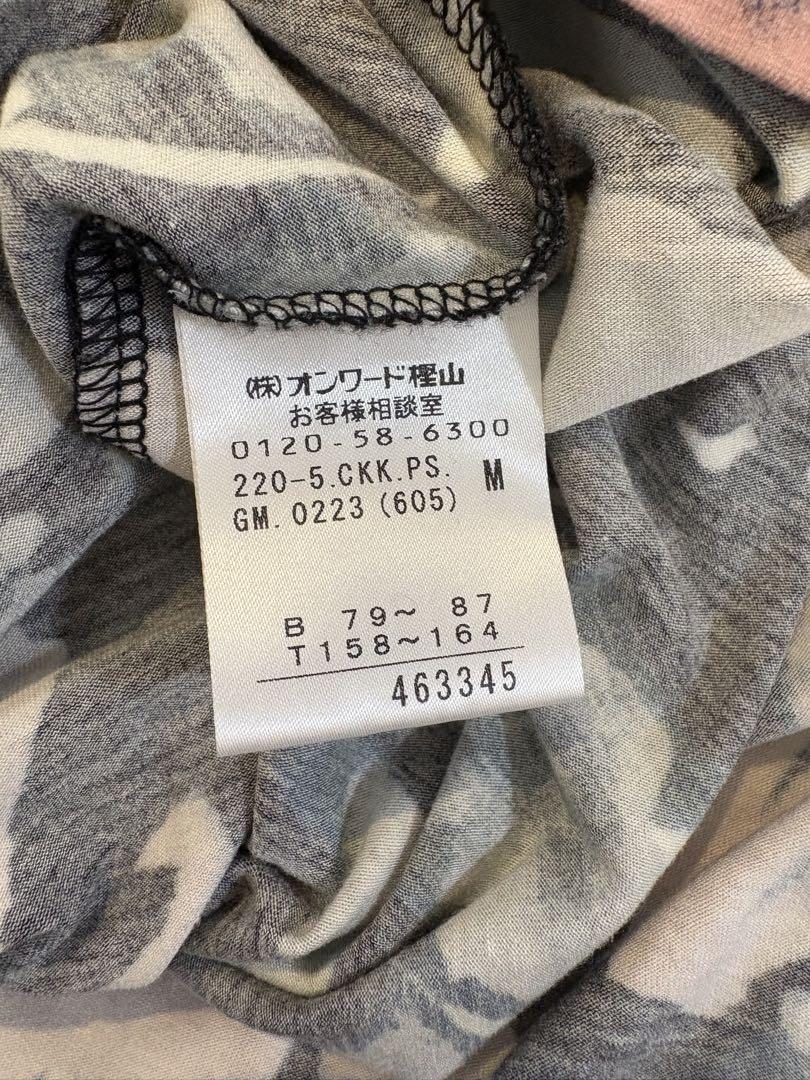 (株)オンワード樫山
お客様相談室
0120-58-6300
220-5.CKK.PS. M
GM.0223(605)
B 79〜 87
T158〜164
463345